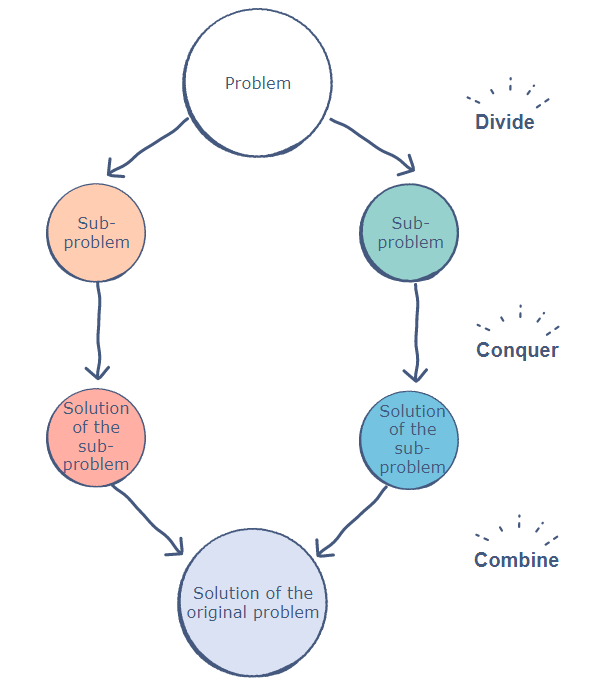 Problem
Divide
Sub-
problem
Sub-
problem
Conquer
Solution
of the
sub-
problem
Solution
of the
sub-
problem
Combine
Solution of the
original problem